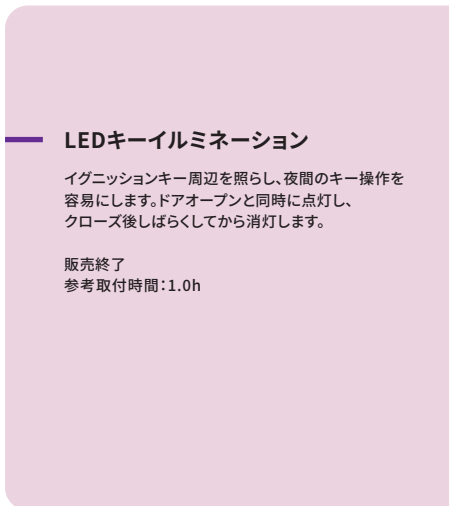 LEDキーイルミネーション
イグニッションキー周辺を照らし、夜間のキー操作を
容易にします。ドアオープンと同時に点灯し、
クローズ後しばらくしてから消灯します。
販売終了
参考取付時間：1.0h